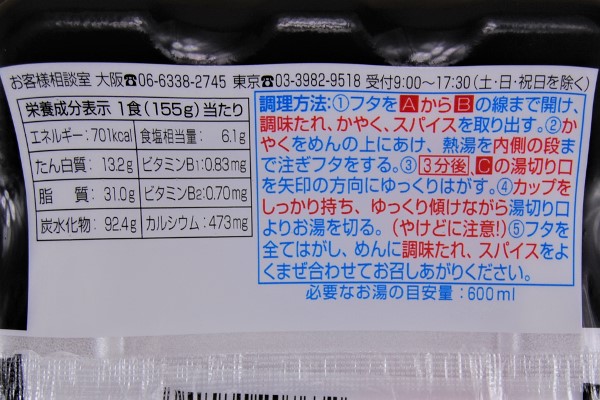 お客様相談室 大阪☎06-6338-2745 東京☎03-3982-9518 受付9:00〜17:30(土・日・祝日を除く)
栄養成分表示 1食(155g)当たり
エネルギー: 701kcal 食塩相当量: 6.1g
たん白質: 13.2g ビタミンB1: 0.83mg
脂 質: 31.0g ビタミンB2: 0.70mg
炭水化物: 92.4g カルシウム: 473mg
調理方法:①フタをAからBの線まで開け、
調味たれ、かやく、スパイスを取り出す。②か
やくをめんの上にあけ、熱湯を内側の段ま
で注ぎフタをする。③3分後、Cの湯切り口
を矢印の方向にゆっくりはがす。④カップを
しっかり持ち、ゆっくり傾けながら湯切り口
よりお湯を切る。(やけどに注意!)⑤フタを
全てはがし、めんに調味たれ、スパイスをよ
くまぜ合わせてお召しあがりください。
必要なお湯の目安量:600ml